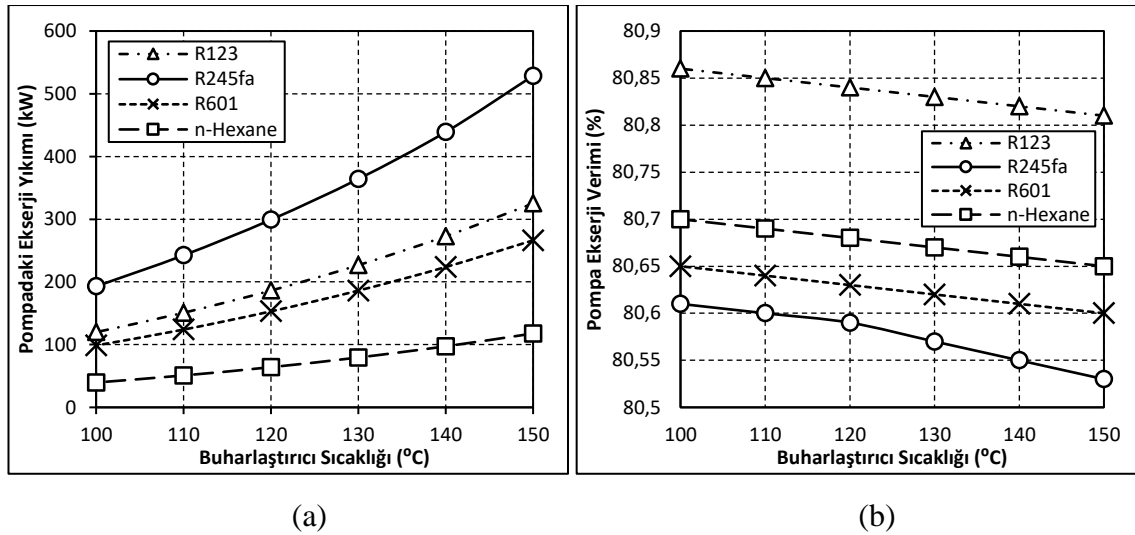 600
500
400
300
200
100
0
100 110 120 130 140 150
Pompadaki Ekserji Yıkımı (kW)
Buharlaştırıcı Sıcaklığı (⁰C)
R123
R245fa
R601
n-Hexane
(a)
80,9
80,85
80,8
80,75
80,7
80,65
80,6
80,55
80,5
100 110 120 130 140 150
Pompa Ekserji Verimi (%)
Buharlaştırıcı Sıcaklığı (⁰C)
R123
R245fa
R601
n-Hexane
(b)